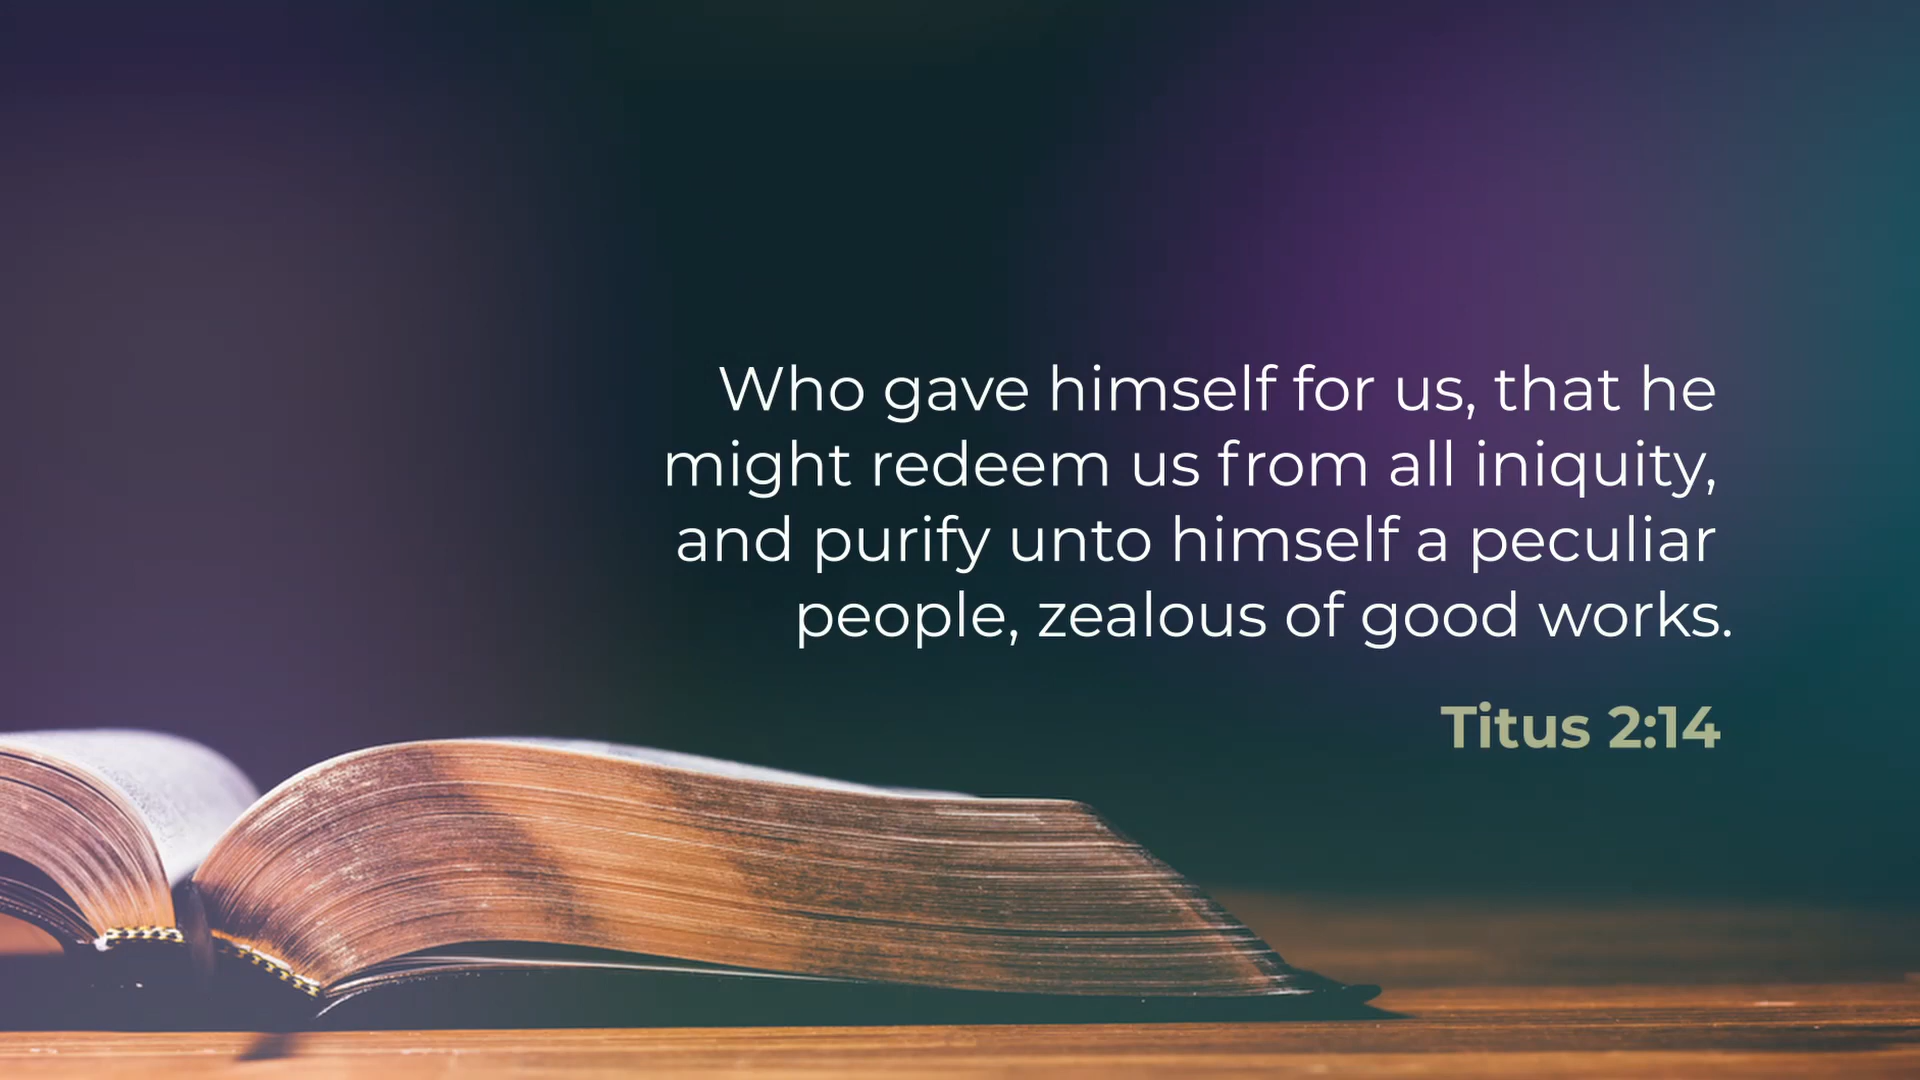 Who gave himself for us, that he
might redeem us from all iniquity,
and purify unto himself a peculiar
people, zealous of good works.
Titus 2:14